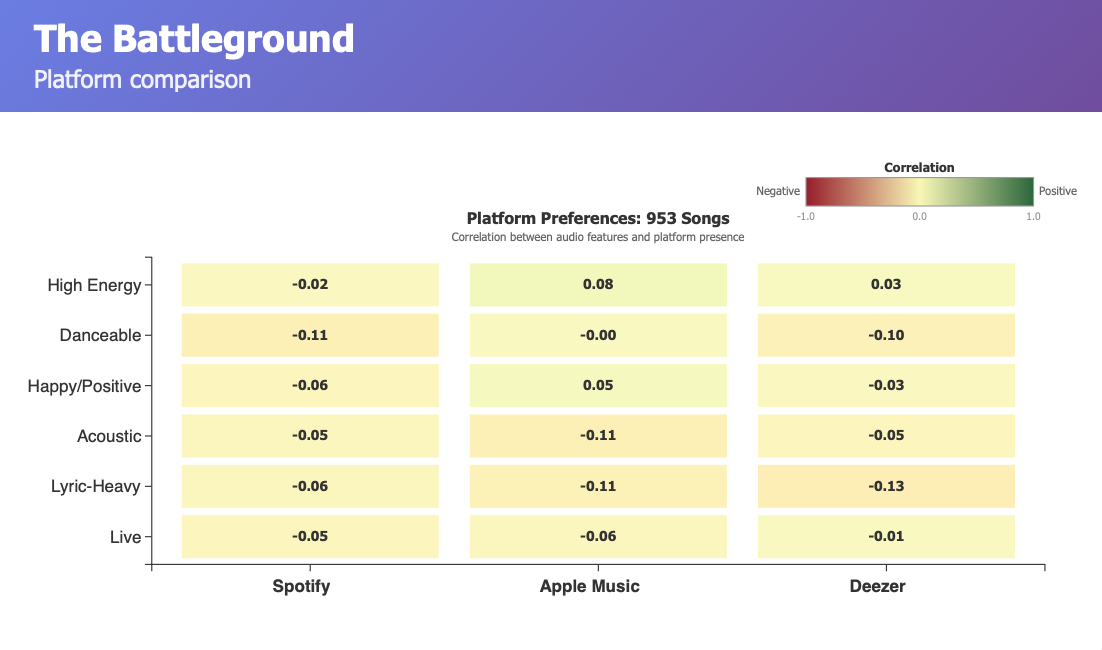 The Battleground
Platform comparison
Correlation
Negative
Positive
-1.0 0.0 1.0
Platform Preferences: 953 Songs
Correlation between audio features and platform presence
High Energy -0.02 0.08 0.03
Danceable -0.11 -0.00 -0.10
Happy/Positive -0.06 0.05 -0.03
Acoustic -0.05 -0.11 -0.05
Lyric-Heavy -0.06 -0.11 -0.13
Live -0.05 -0.06 -0.01
Spotify Apple Music Deezer